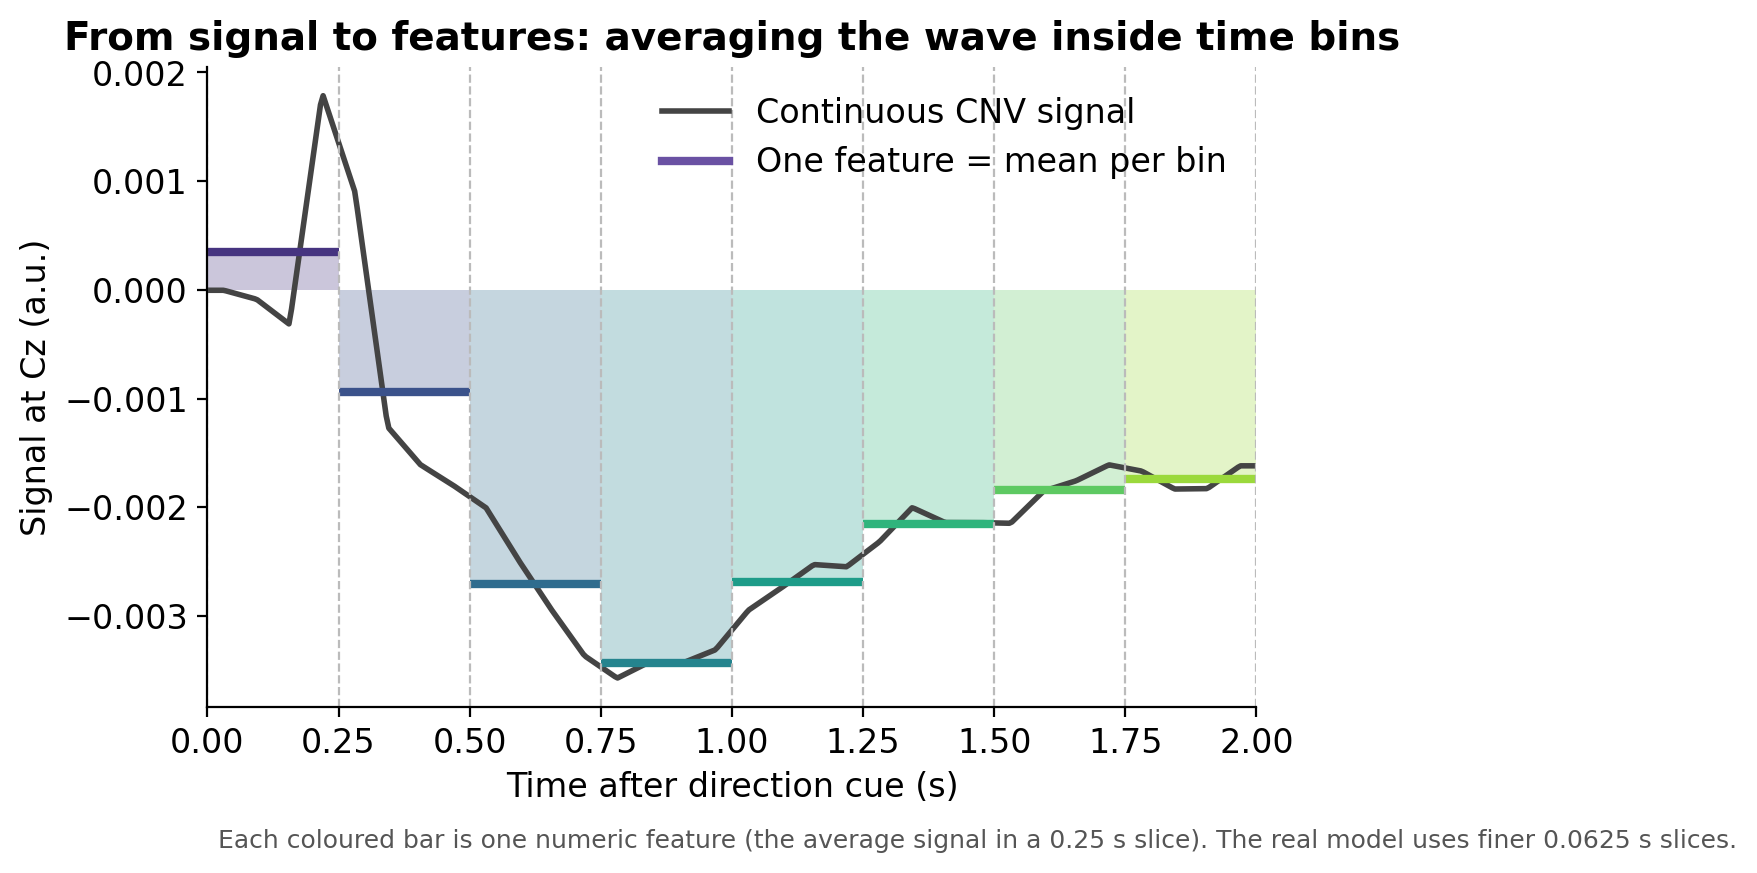 From signal to features: averaging the wave inside time bins
Continuous CNV signal
One feature = mean per bin
Signal at Cz (a.u.)
0.002
0.001
0.000
−0.001
−0.002
−0.003
0.00 0.25 0.50 0.75 1.00 1.25 1.50 1.75 2.00
Time after direction cue (s)
Each coloured bar is one numeric feature (the average signal in a 0.25 s slice). The real model uses finer 0.0625 s slices.